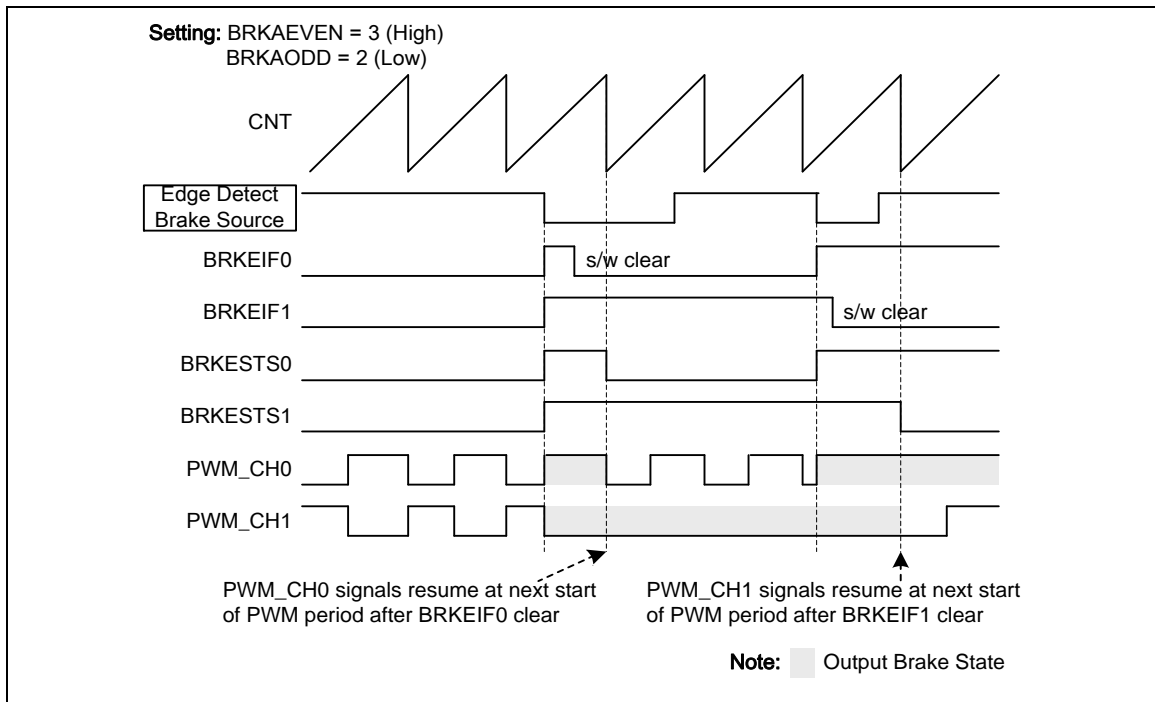 Setting: BRKAEVEN = 3 (High)
BRKAODD = 2 (Low)
CNT
Edge Detect
Brake Source
BRKEIF0
s/w clear
BRKEIF1
s/w clear
BRKESTS0
BRKESTS1
PWM_CH0
PWM_CH1
PWM_CH0 signals resume at next start
of PWM period after BRKEIF0 clear
PWM_CH1 signals resume at next start
of PWM period after BRKEIF1 clear
Note: Output Brake State